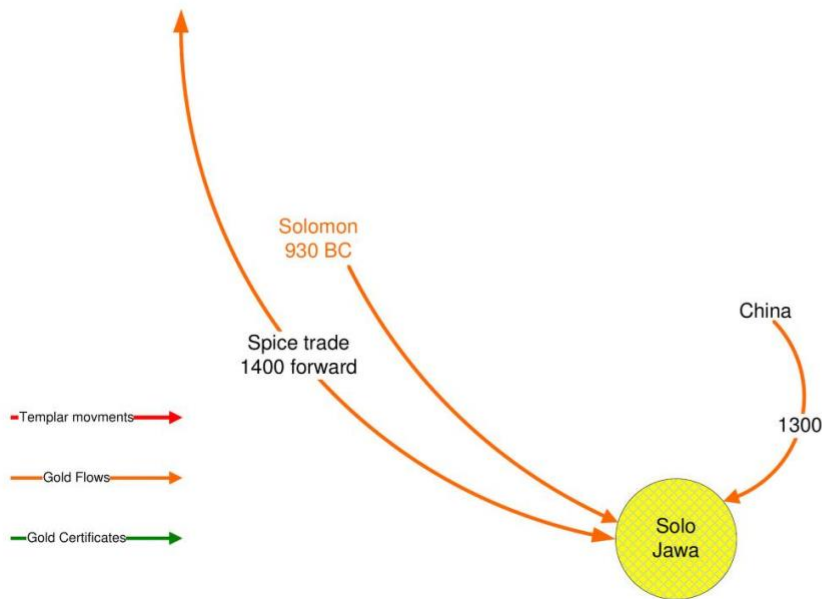 Solomon
930 BC
China
Spice trade
1400 forward
Templar movments
1300
Gold Flows
Solo
Jawa
Gold Certificates